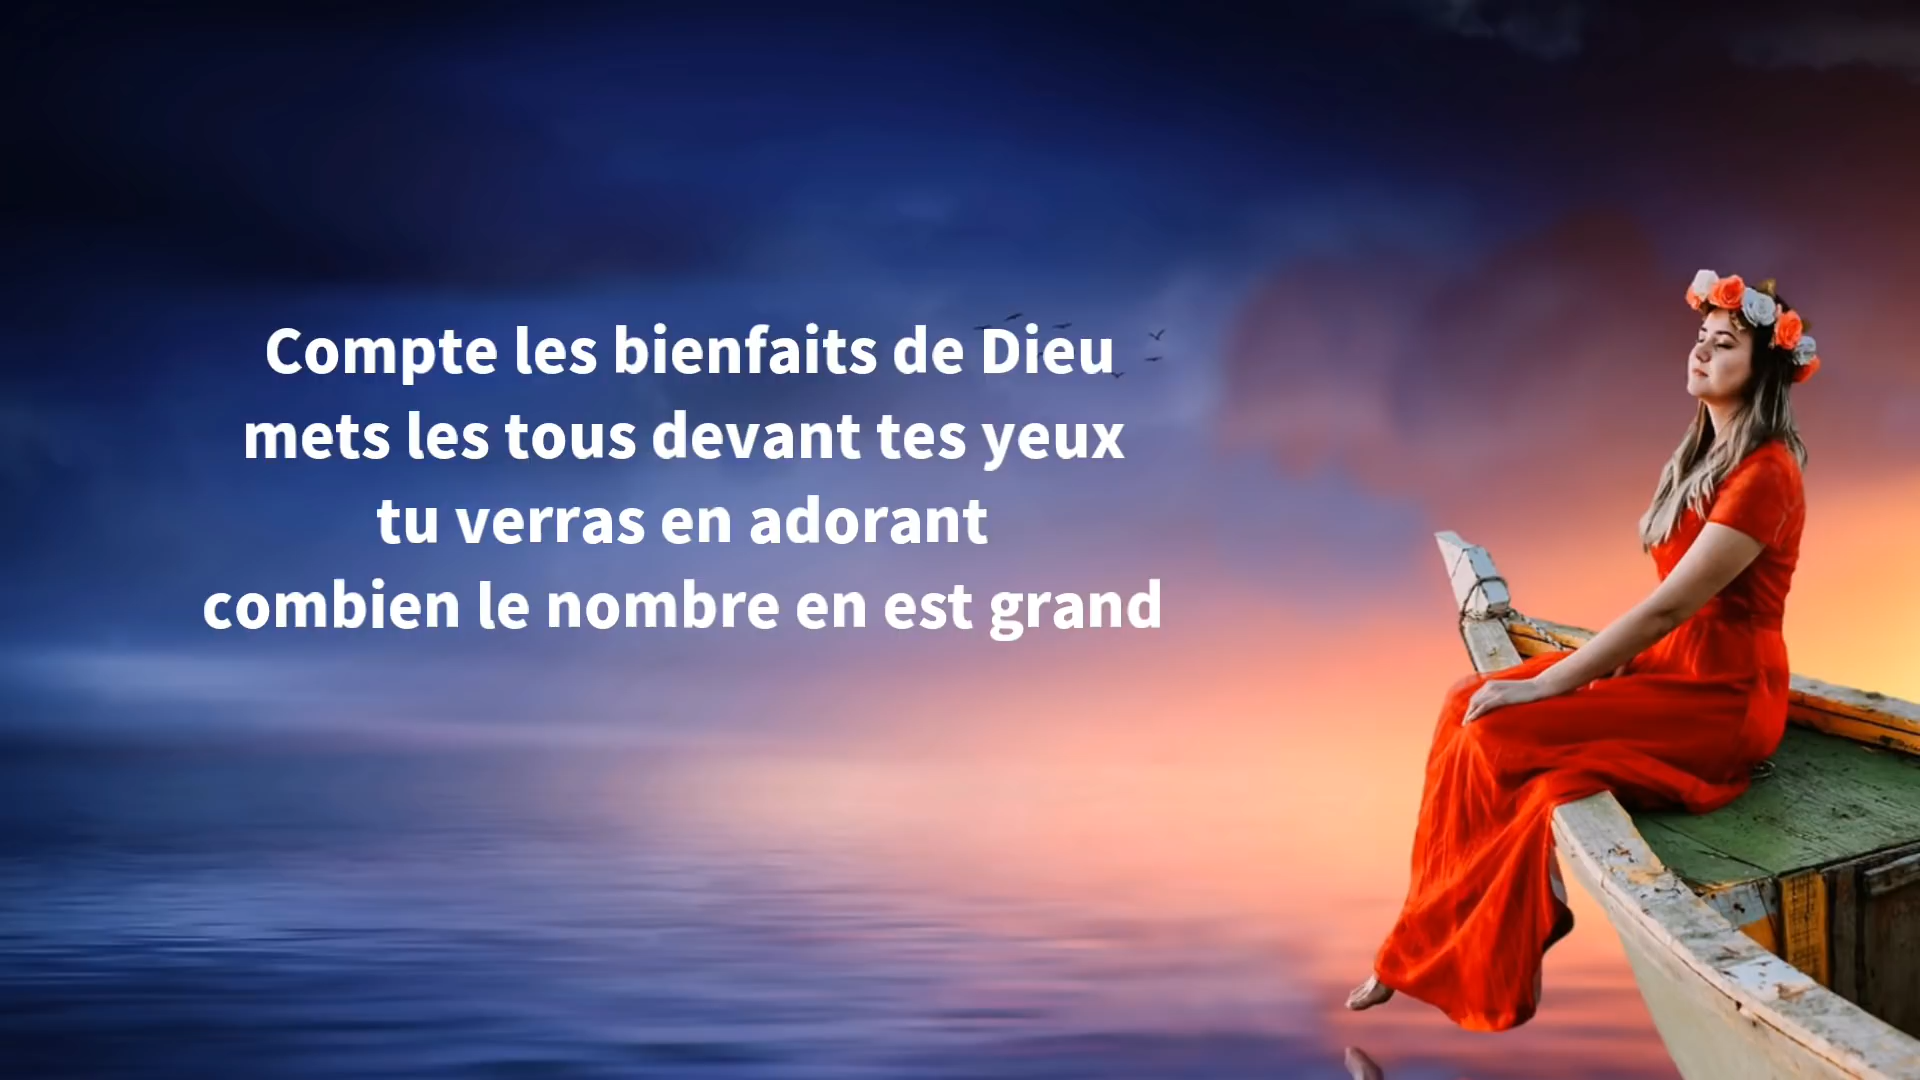 Compte les bienfaits de Dieu
mets les tous devant tes yeux
tu verras en adorant
combien le nombre en est grand